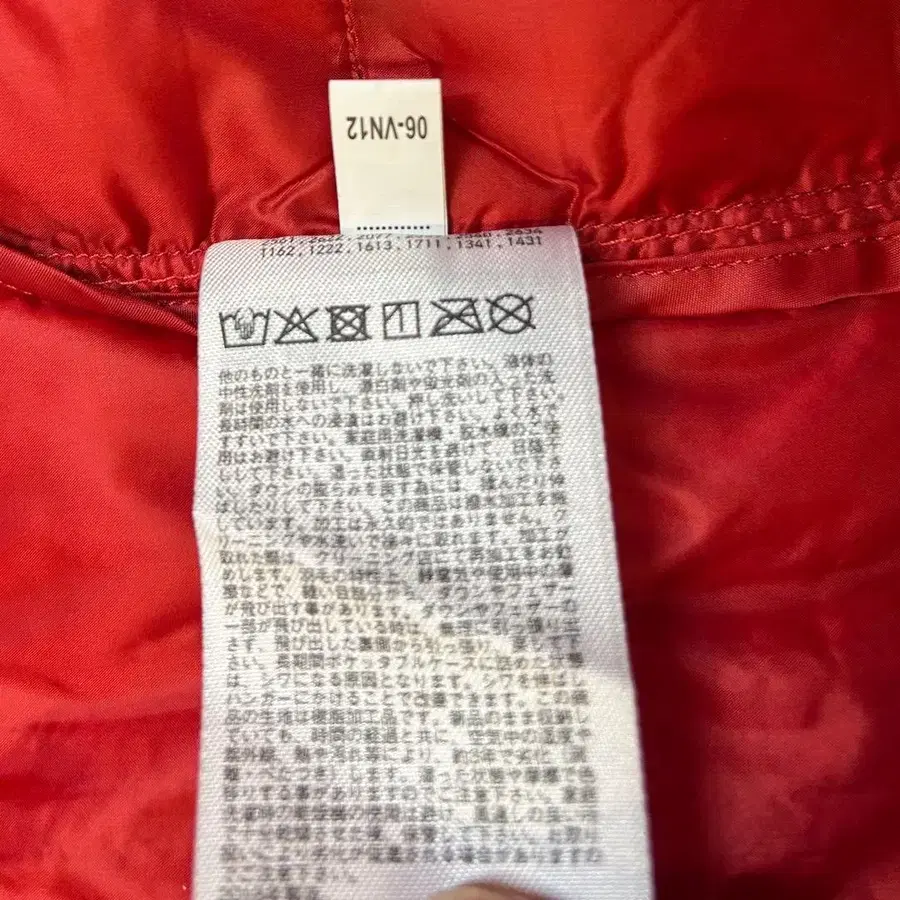 06-VN12
1162,1222,1613,1711,1341,1431
他のものと一緒に洗濯しないで下さい。液体の
中性洗剤を使用し、漂白剤や蛍光剤の入った洗
剤は使用しないで下さい。押し洗いして下さい。
長時間の水への浸漬はお避け下さい。よく水で
すすいで下さい。家庭用洗濯機・脱水機のご使
用はお避け下さい。直射日光を避けて、日陰干
しして下さい。湿った状態で保管しないで下さ
い。ダウンの膨らみを戻す為には、揉んだり伸
ばしたりして下さい。この商品は撥水加工を施
しています。加工は永久的ではありません。ク
リーニングや水洗いで徐々に取れます。加工が
取れた際は、クリーニング店にて再加工をお勧
めします。羽毛の特性上、静電気や使用中の摩
擦などで、縫い目部分から、ダウンやフェザー
が飛び出す事があります。ダウンやフェザーの
一部が飛び出している時は、無理に引っ張り出
さず、飛び出した裏側から引っ張り、戻して下
さい。長期間ポケッタブルケースに詰めた状態
は、シワになる原因となります。シワを伸ばし
ハンガーにかけることで改善できます。この商
品の生地は樹脂加工品です。新品のまま収納し
ていても、時間の経過と共に、空気中の湿度や
紫外線、熱や汚れ等により、約3年で劣化(剥
離・べたつき)します。湿った状態や摩擦で色
移りする事がありますのでご注意下さい。